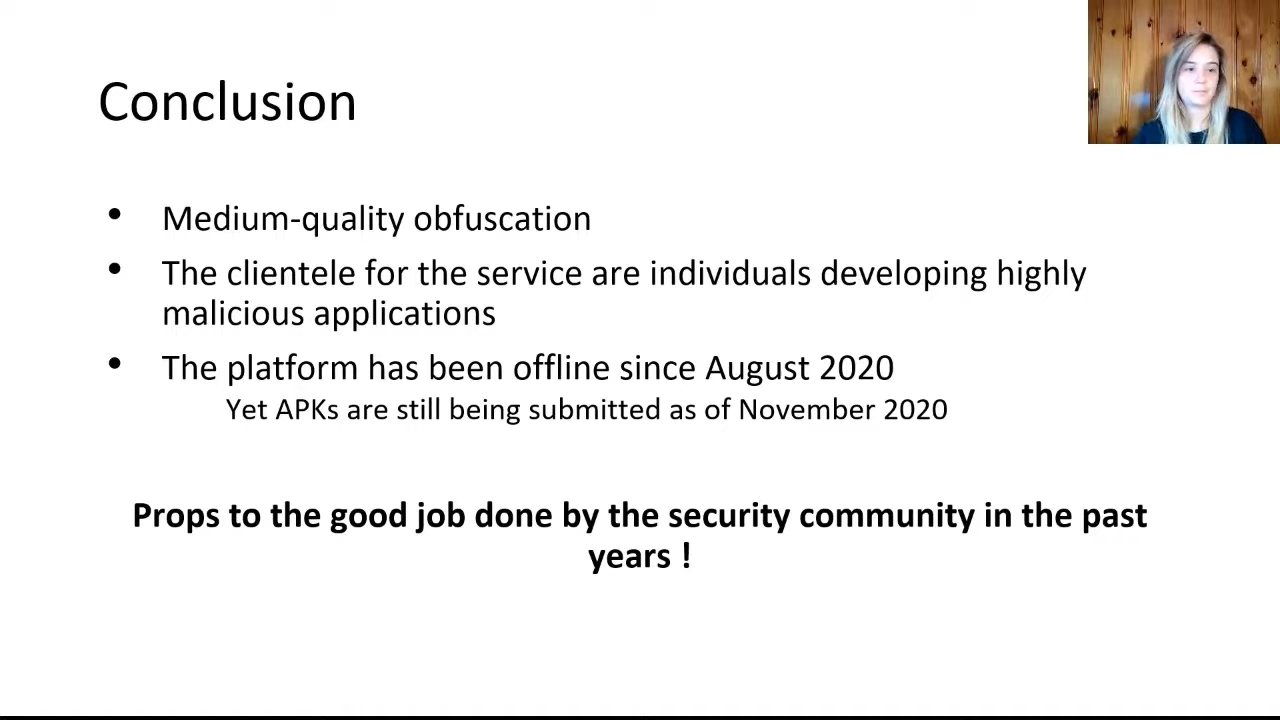 Conclusion
• Medium-quality obfuscation
• The clientele for the service are individuals developing highly
malicious applications
• The platform has been offline since August 2020
Yet APKs are still being submitted as of November 2020
Props to the good job done by the security community in the past
years !